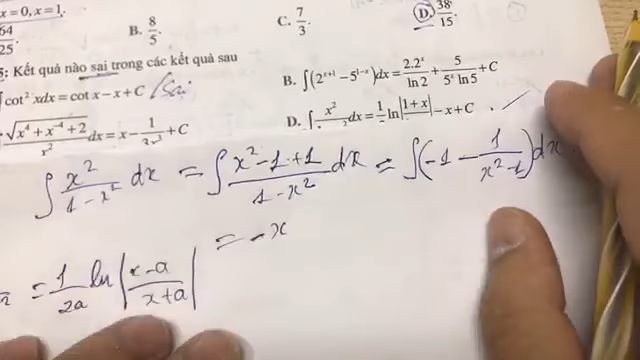 x=0, x=1.
64
25.
B. 8/5.
C. 7/3.
D. 38/15.
5: Kết quả nào sai trong các kết quả sau
∫cot² xdx = cot x − x + C / Sai
B. ∫(2^{x+1} − 5^{1−x})dx = 2.2^x/ln 2 + 5/(5^x ln 5) + C
√(x⁴ + x⁻⁴ + 2)/x² dx = x − 1/3x³ + C
D. ∫ x²/ dx = 1/2 ln|(1+x)/| − x + C .
∫ x²/(1 − x²) dx = ∫ (x² − 1 + 1)/(1 − x²) dx = ∫(−1 − 1/(x² − 1)) dx
= −x
= 1/2a ln |(x−a)/(x+a)|